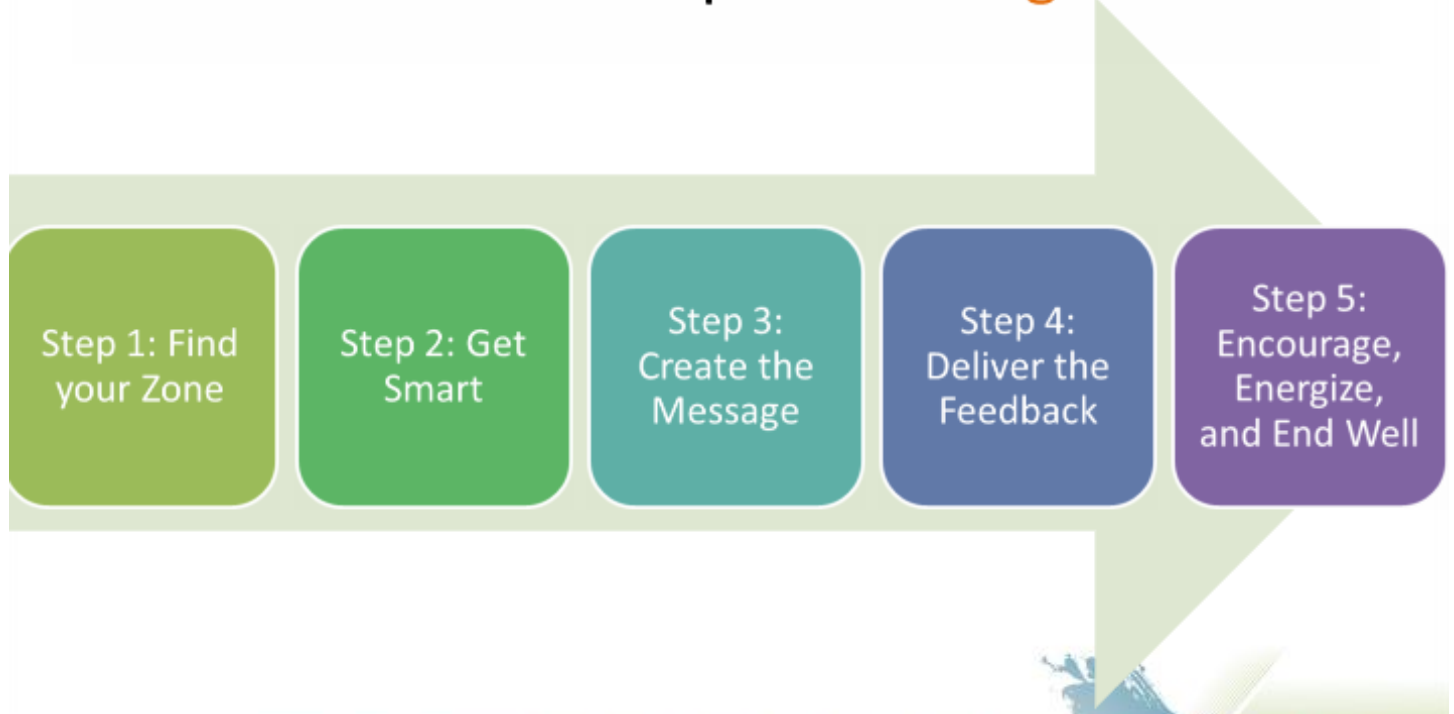 Step 1: Find
your Zone
Step 2: Get
Smart
Step 3:
Create the
Message
Step 4:
Deliver the
Feedback
Step 5:
Encourage,
Energize,
and End Well